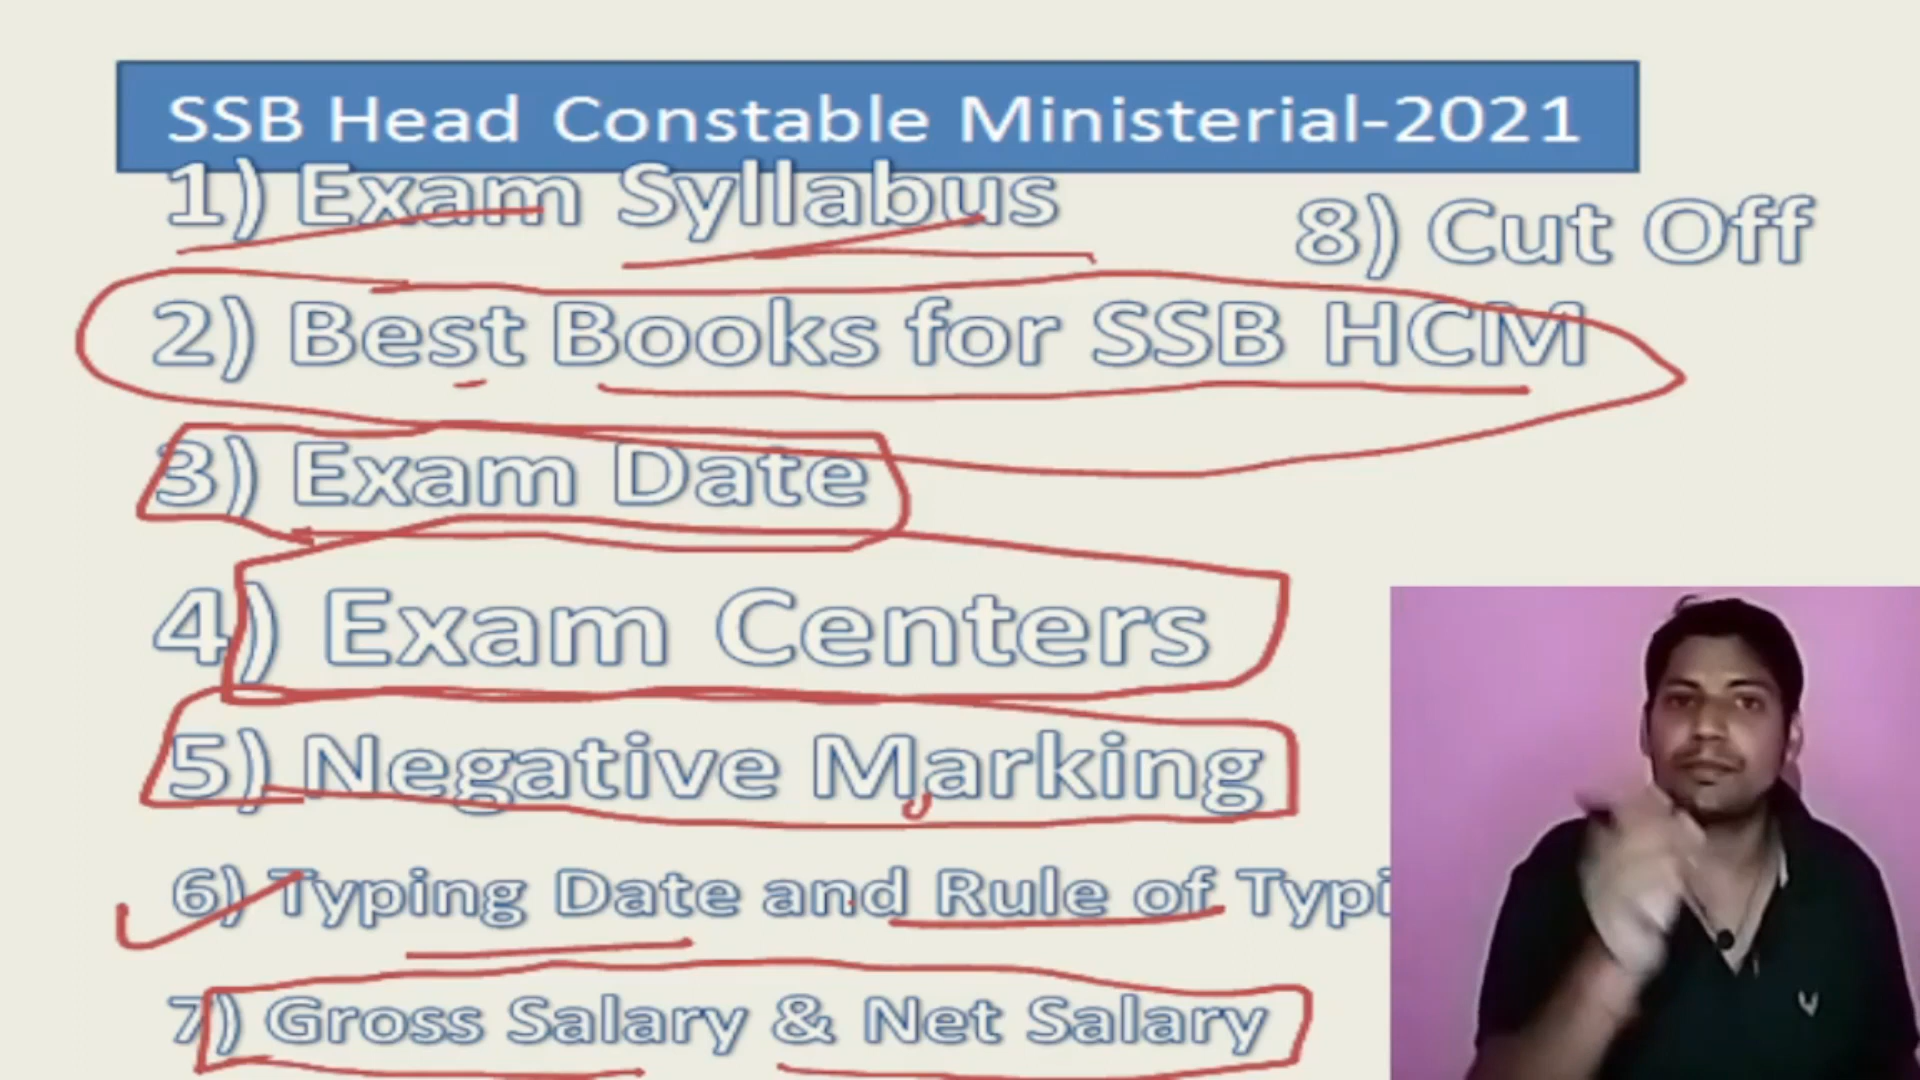 SSB Head Constable Ministerial-2021
1) Exam Syllabus
8) Cut Off
2) Best Books for SSB HCM
3) Exam Date
4) Exam Centers
5) Negative Marking
6) Typing Date and Rule of Typi
7) Gross Salary & Net Salary